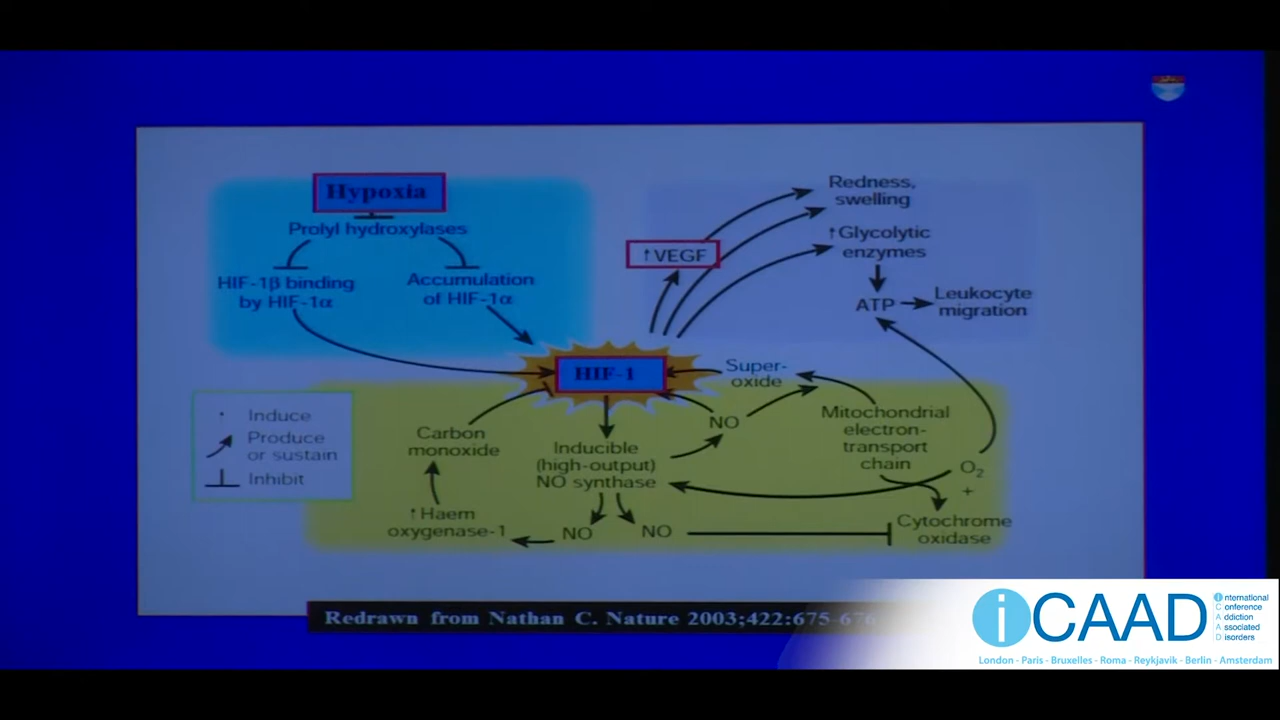 Hypoxia
Prolyl hydroxylases
HIF-1β binding
by HIF-1α
Accumulation
of HIF-1α
↑VEGF
Redness,
swelling
↑Glycolytic
enzymes
ATP
Leukocyte
migration
HIF-1
Super-
oxide
NO
Mitochondrial
electron-
transport
chain
O2
+
Cytochrome
oxidase
Carbon
monoxide
Inducible
(high-output)
NO synthase
↑Haem
oxygenase-1
NO
NO
Induce
Produce
or sustain
Inhibit
Redrawn from Nathan C. Nature 2003;422:675-676
iCAAD
international
Conference
Addiction
Associated
Disorders
London - Paris - Bruxelles - Roma - Reykjavik - Berlin - Amsterdam